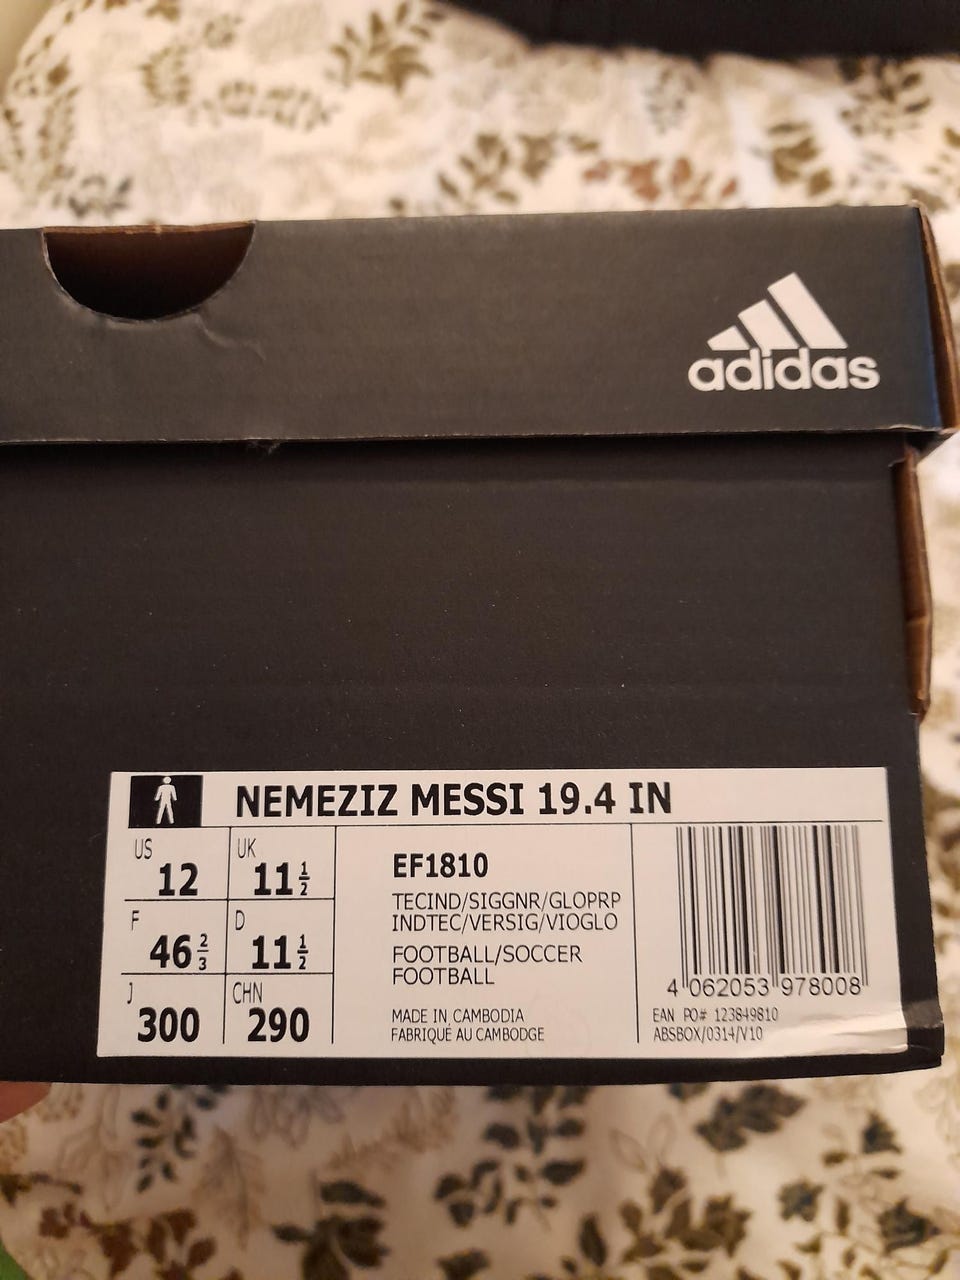 adidas
NEMEZIZ MESSI 19.4 IN
US 12
UK 11 1/2
F 46 2/3
D 11 1/2
J 300
CHN 290
EF1810
TECIND/SIGGNR/GLOPRP
INDTEC/VERSIG/VIOGLO
FOOTBALL/SOCCER
FOOTBALL
MADE IN CAMBODIA
FABRIQUÉ AU CAMBODGE
4 062053 978008
EAN PO# 123849810
ABSBOX/0314/V10